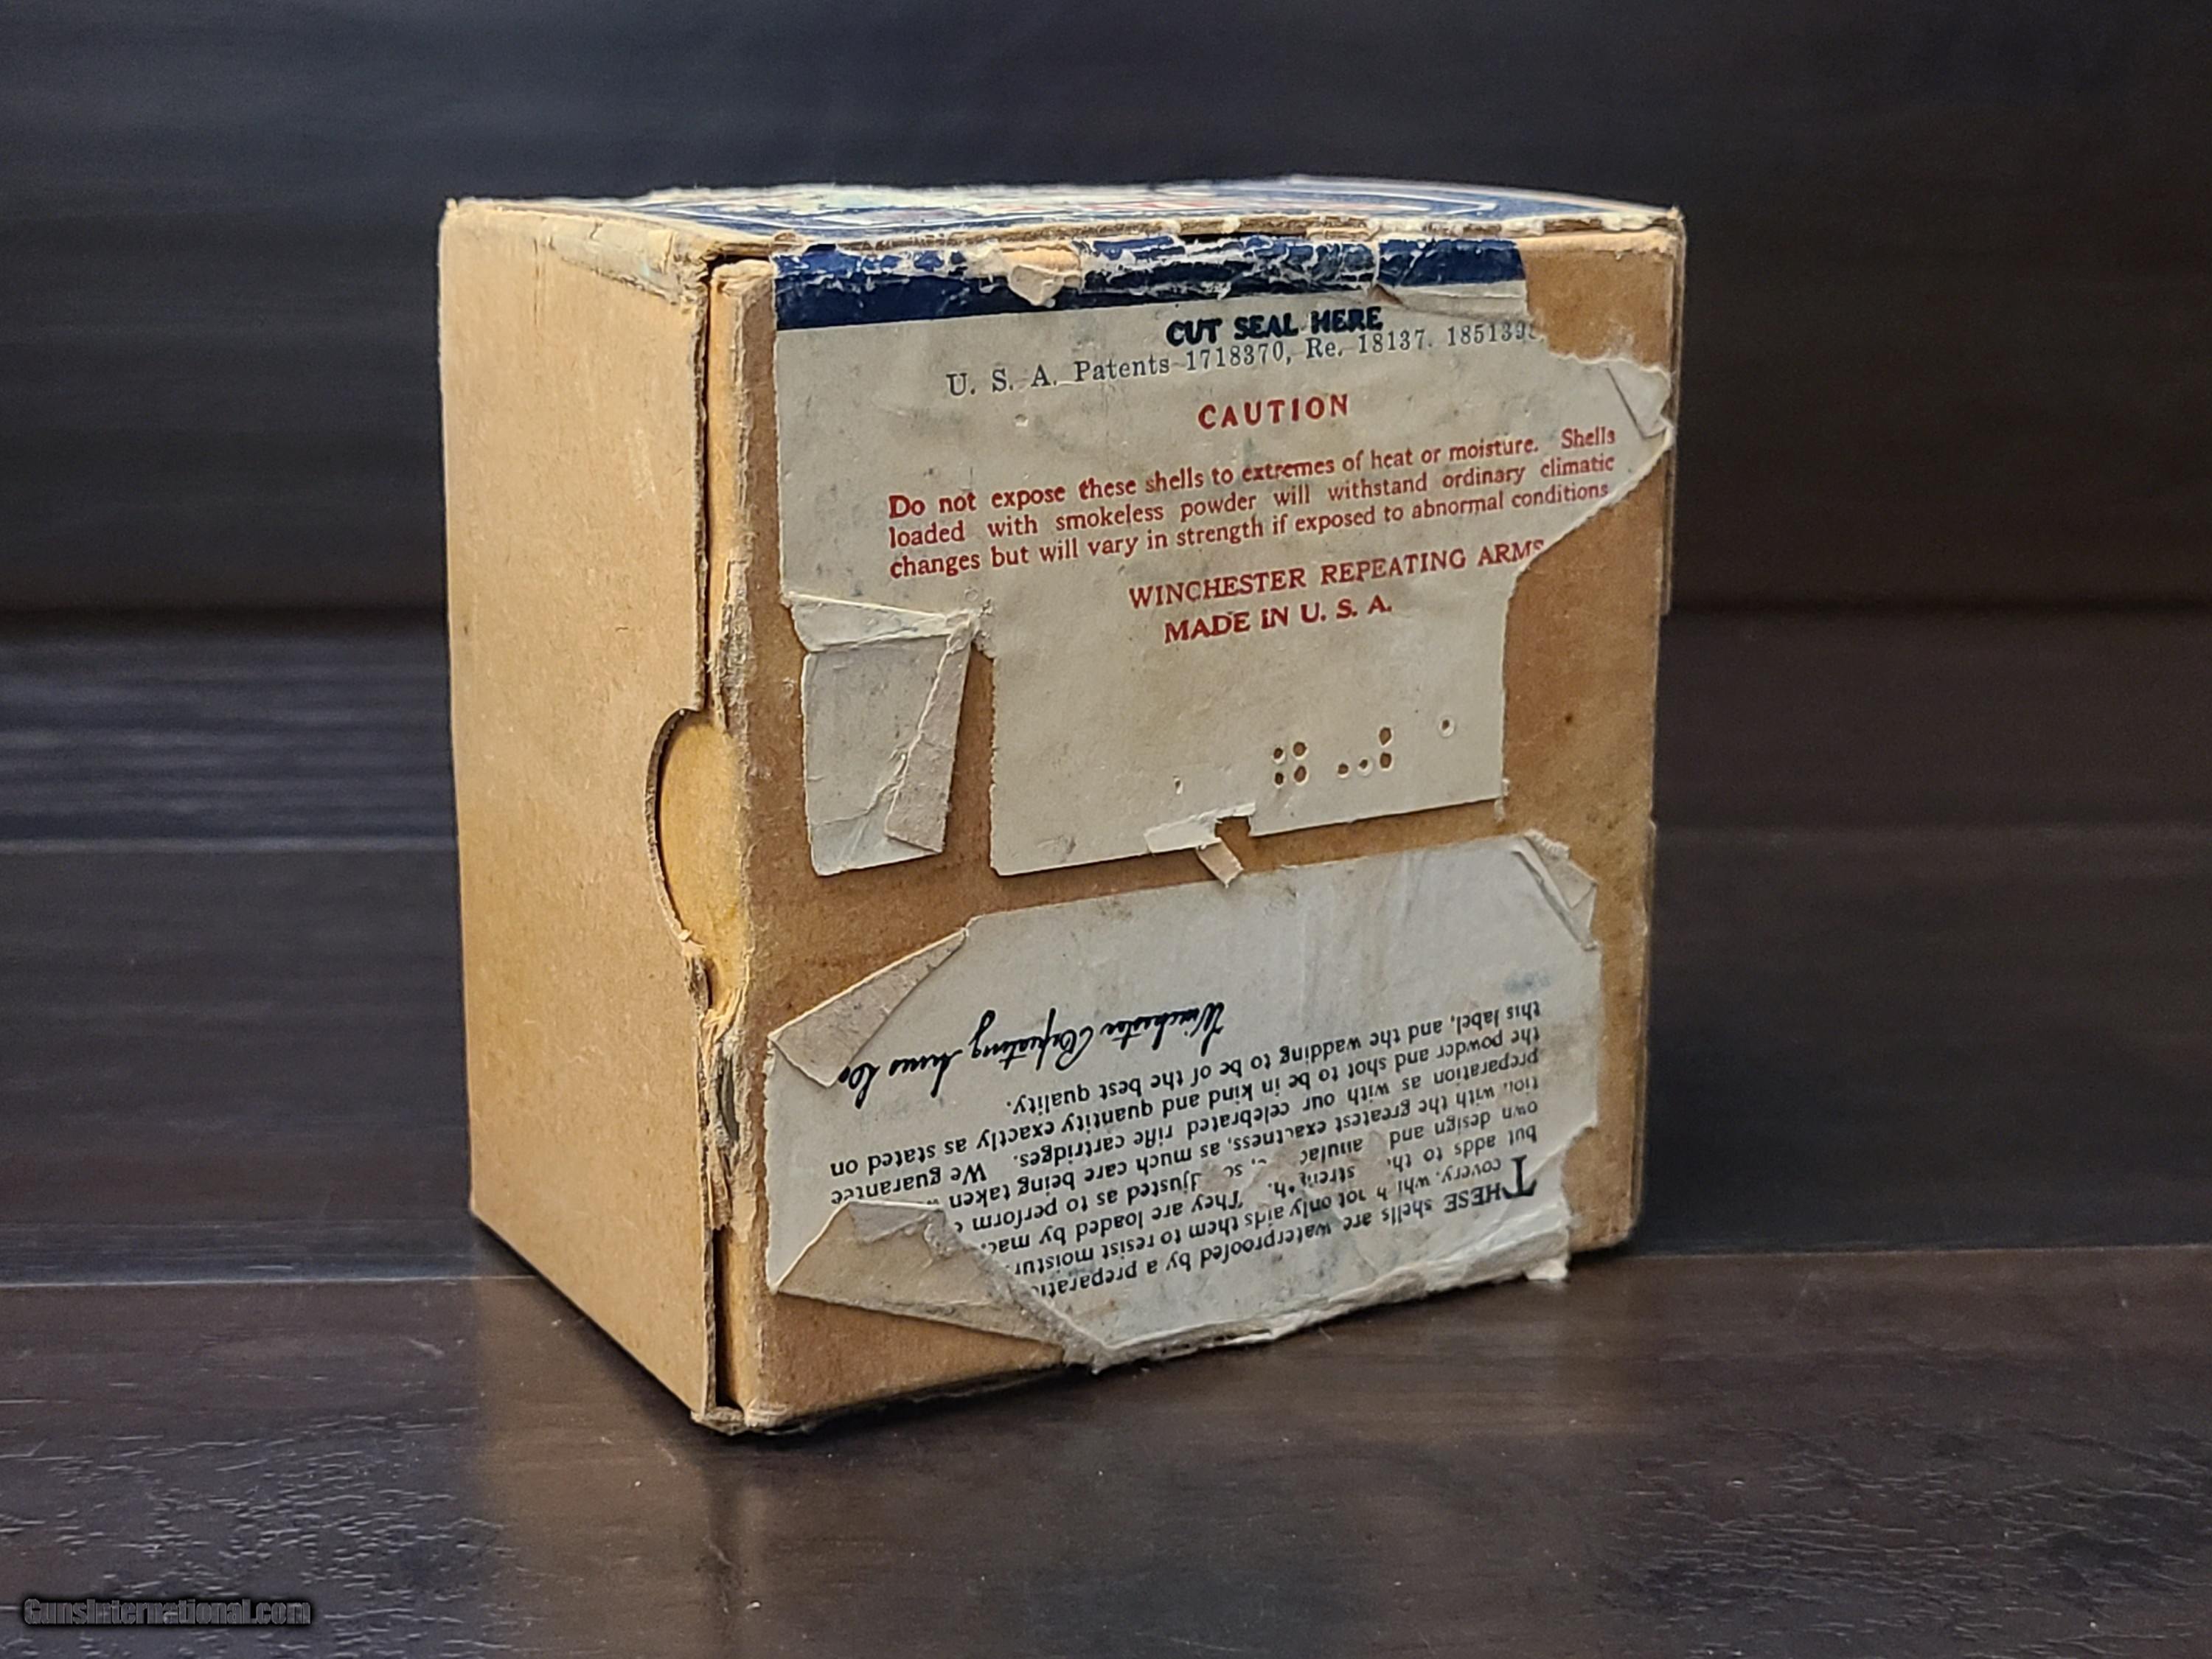 CUT SEAL HERE
U. S. A. Patents 1718370, Re. 18137. 18513
CAUTION
Do not expose these shells to extremes of heat or moisture. Shells
loaded with smokeless powder will withstand ordinary climatic
changes but will vary in strength if exposed to abnormal conditions
WINCHESTER REPEATING ARMS
MADE IN U. S. A.
THESE shells are waterproofed by a
covery, which not only aids them to resist
but adds to strength. They are loaded by
own design and adjusted as to perform
with the greatest exactness, as much care being taken
preparation as with our celebrated rifle cartridges. We guarantee
the powder and shot to be in kind and quantity exactly as stated on
this label, and the wadding to be of the best quality.
Winchester Repeating Arms Co.
GunsInternational.com